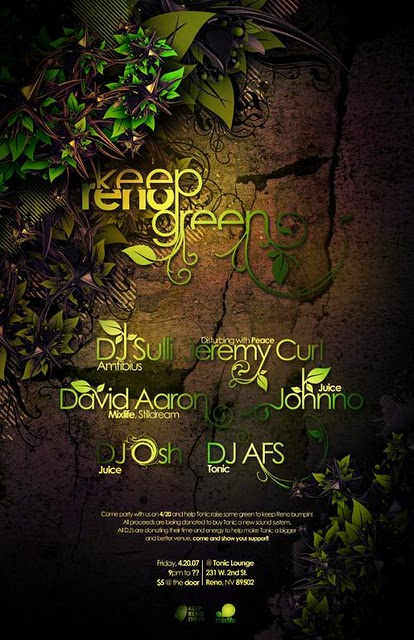 keep
reno
green
DJ Sulli
Amfibius
Disturbing with Peace
Jeremy Curl
David Aaron
Mixlife, Stilldream
Johnno
Juice
DJ Osh
Juice
DJ AFS
Tonic
Come party with us on 4/20 and help Tonic raise some green to keep Reno bumpin!
All proceeds are being donated to buy Tonic a new sound system.
All DJ's are donating their time and energy to help make Tonic a bigger
and better venue, come and show your support!
Friday, 4.20.07
9pm to ??
$5 @ the door
@ Tonic Lounge
231 W. 2nd St.
Reno, NV 89502
KEEP
RENO
DIRTY
mixlife